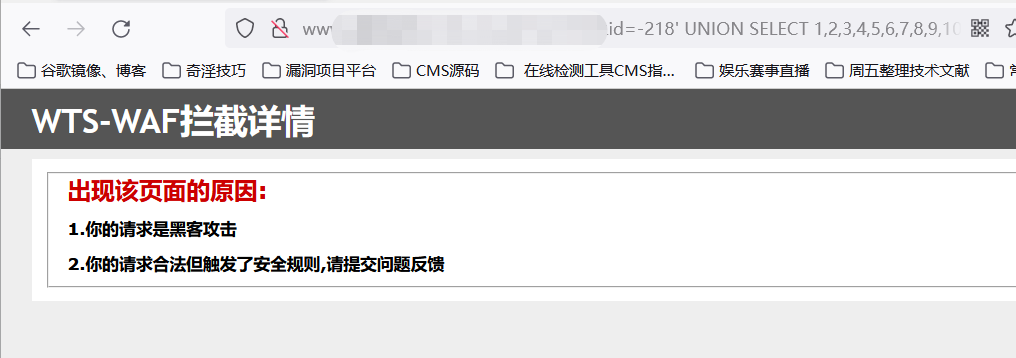 www
.id=-218' UNION SELECT 1,2,3,4,5,6,7,8,9,10
谷歌镜像、博客 奇淫技巧 漏洞项目平台 CMS源码 在线检测工具CMS指... 娱乐赛事直播 周五整理技术文献
WTS-WAF拦截详情
出现该页面的原因:
1.你的请求是黑客攻击
2.你的请求合法但触发了安全规则,请提交问题反馈